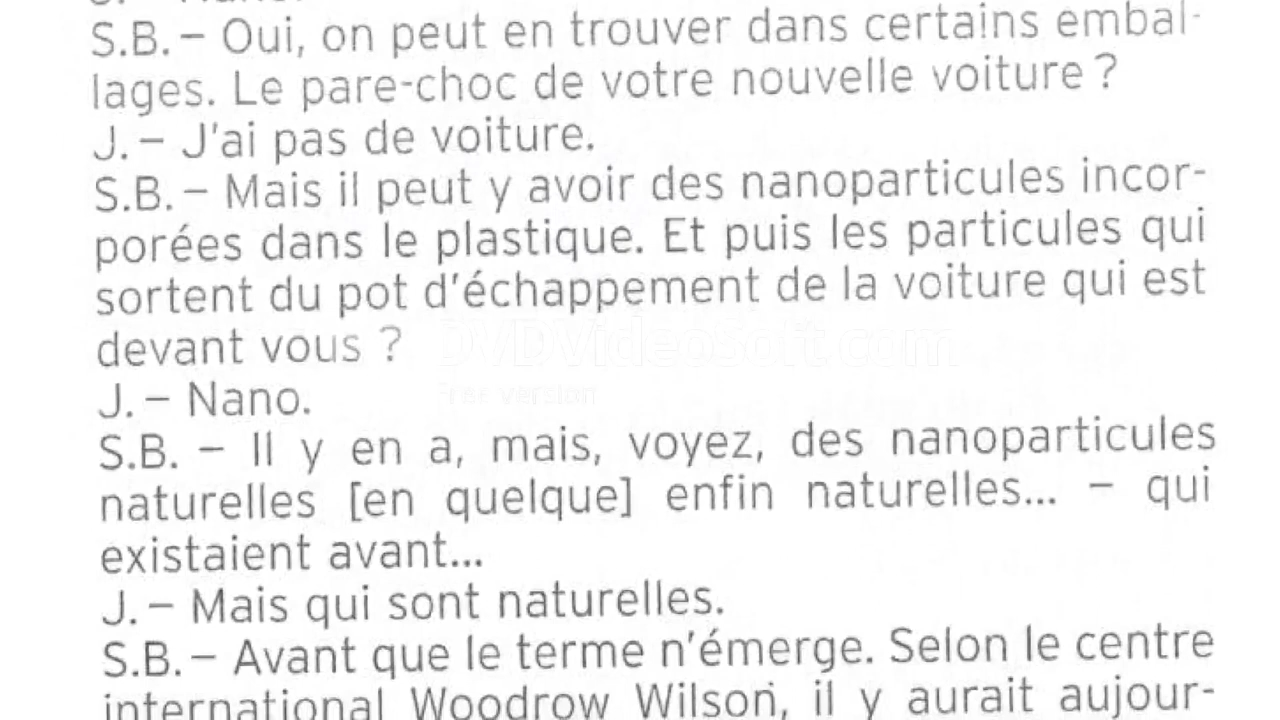 S.B. – Oui, on peut en trouver dans certains embal-
lages. Le pare-choc de votre nouvelle voiture ?
J. – J'ai pas de voiture.
S.B. – Mais il peut y avoir des nanoparticules incor-
porées dans le plastique. Et puis les particules qui
sortent du pot d'échappement de la voiture qui est
devant vous ?
DVDVideoSoft.com
Free version
J. – Nano.
S.B. – Il y en a, mais, voyez, des nanoparticules
naturelles [en quelque] enfin naturelles... – qui
existaient avant...
J. – Mais qui sont naturelles.
S.B. – Avant que le terme n'émerge. Selon le centre
international Woodrow Wilson, il y aurait aujour-